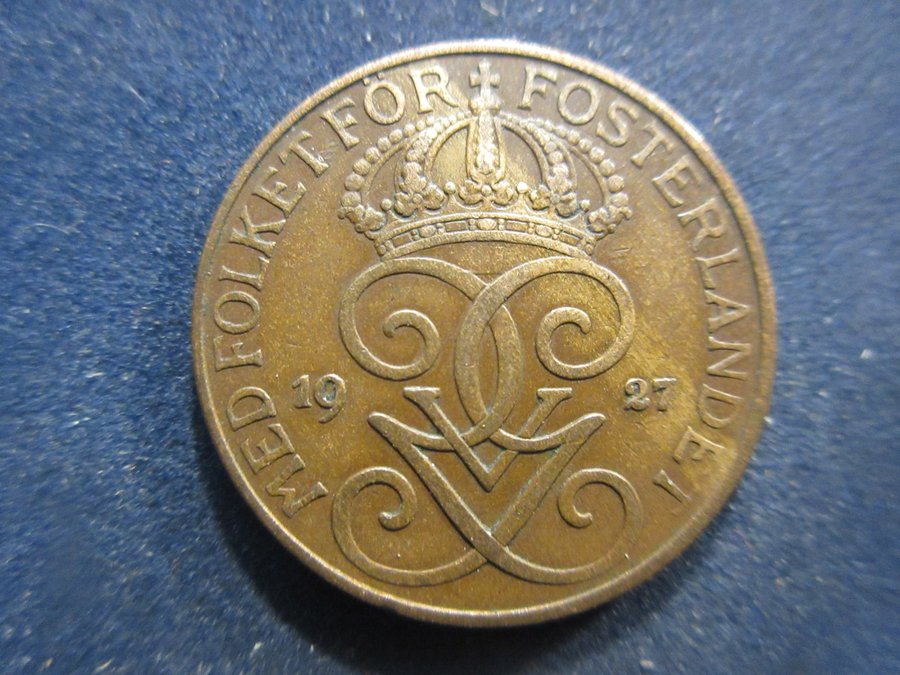 MED FOLKET FÖR FOSTERLANDET
19 27